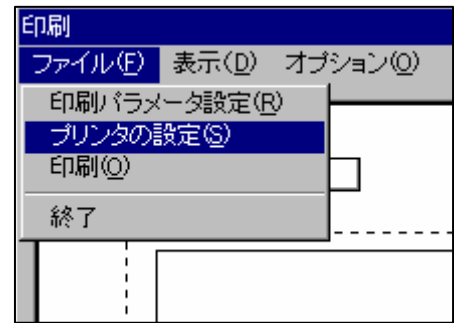 印刷
ファイル(F) 表示(D) オプション(O)
印刷パラメータ設定(R)
プリンタの設定(S)
印刷(O)
終了